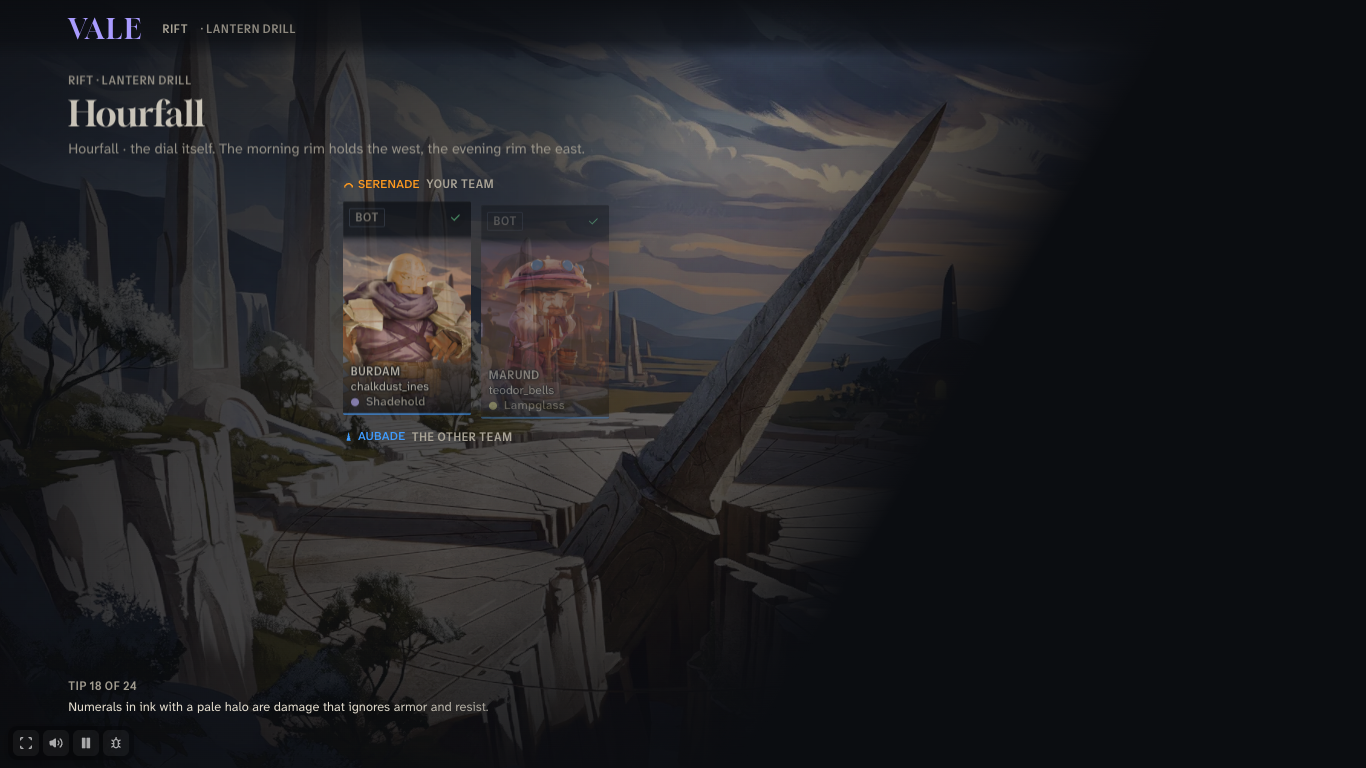 VALE RIFT · LANTERN DRILL
RIFT · LANTERN DRILL
Hourfall
Hourfall · the dial itself. The morning rim holds the west, the evening rim the east.
SERENADE YOUR TEAM
BOT
BURDAM
chalkdust_ines
Shadehold
BOT
MARUND
teodor_bells
Lampglass
AUBADE THE OTHER TEAM
TIP 18 OF 24
Numerals in ink with a pale halo are damage that ignores armor and resist.